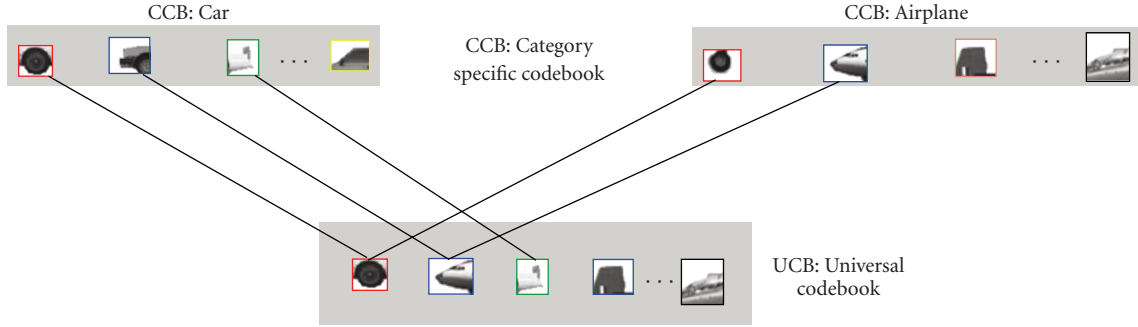 CCB: Car
CCB: Airplane
CCB: Category
specific codebook
· · ·
· · ·
UCB: Universal
codebook
· · ·